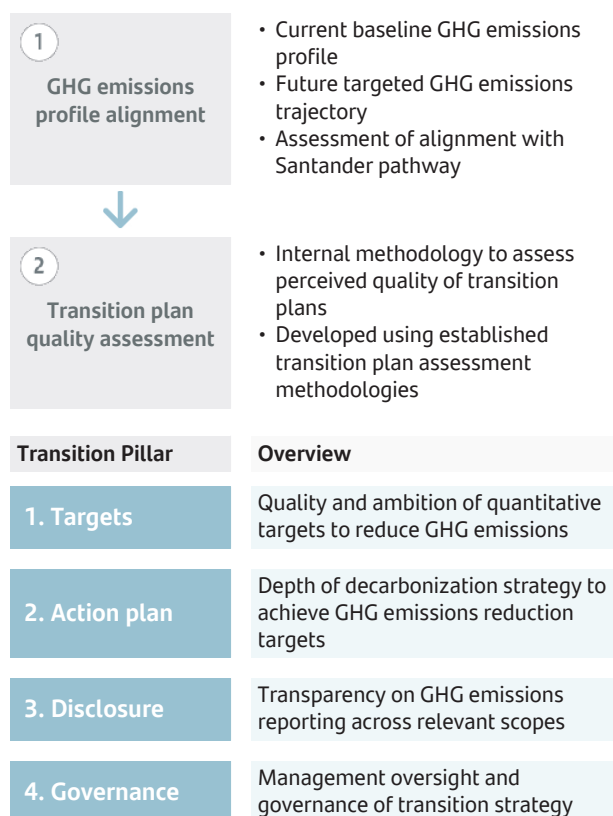 1
GHG emissions
profile alignment
• Current baseline GHG emissions
profile
• Future targeted GHG emissions
trajectory
• Assessment of alignment with
Santander pathway
2
Transition plan
quality assessment
• Internal methodology to assess
perceived quality of transition
plans
• Developed using established
transition plan assessment
methodologies
Transition Pillar
Overview
1. Targets
Quality and ambition of quantitative
targets to reduce GHG emissions
2. Action plan
Depth of decarbonization strategy to
achieve GHG emissions reduction
targets
3. Disclosure
Transparency on GHG emissions
reporting across relevant scopes
4. Governance
Management oversight and
governance of transition strategy